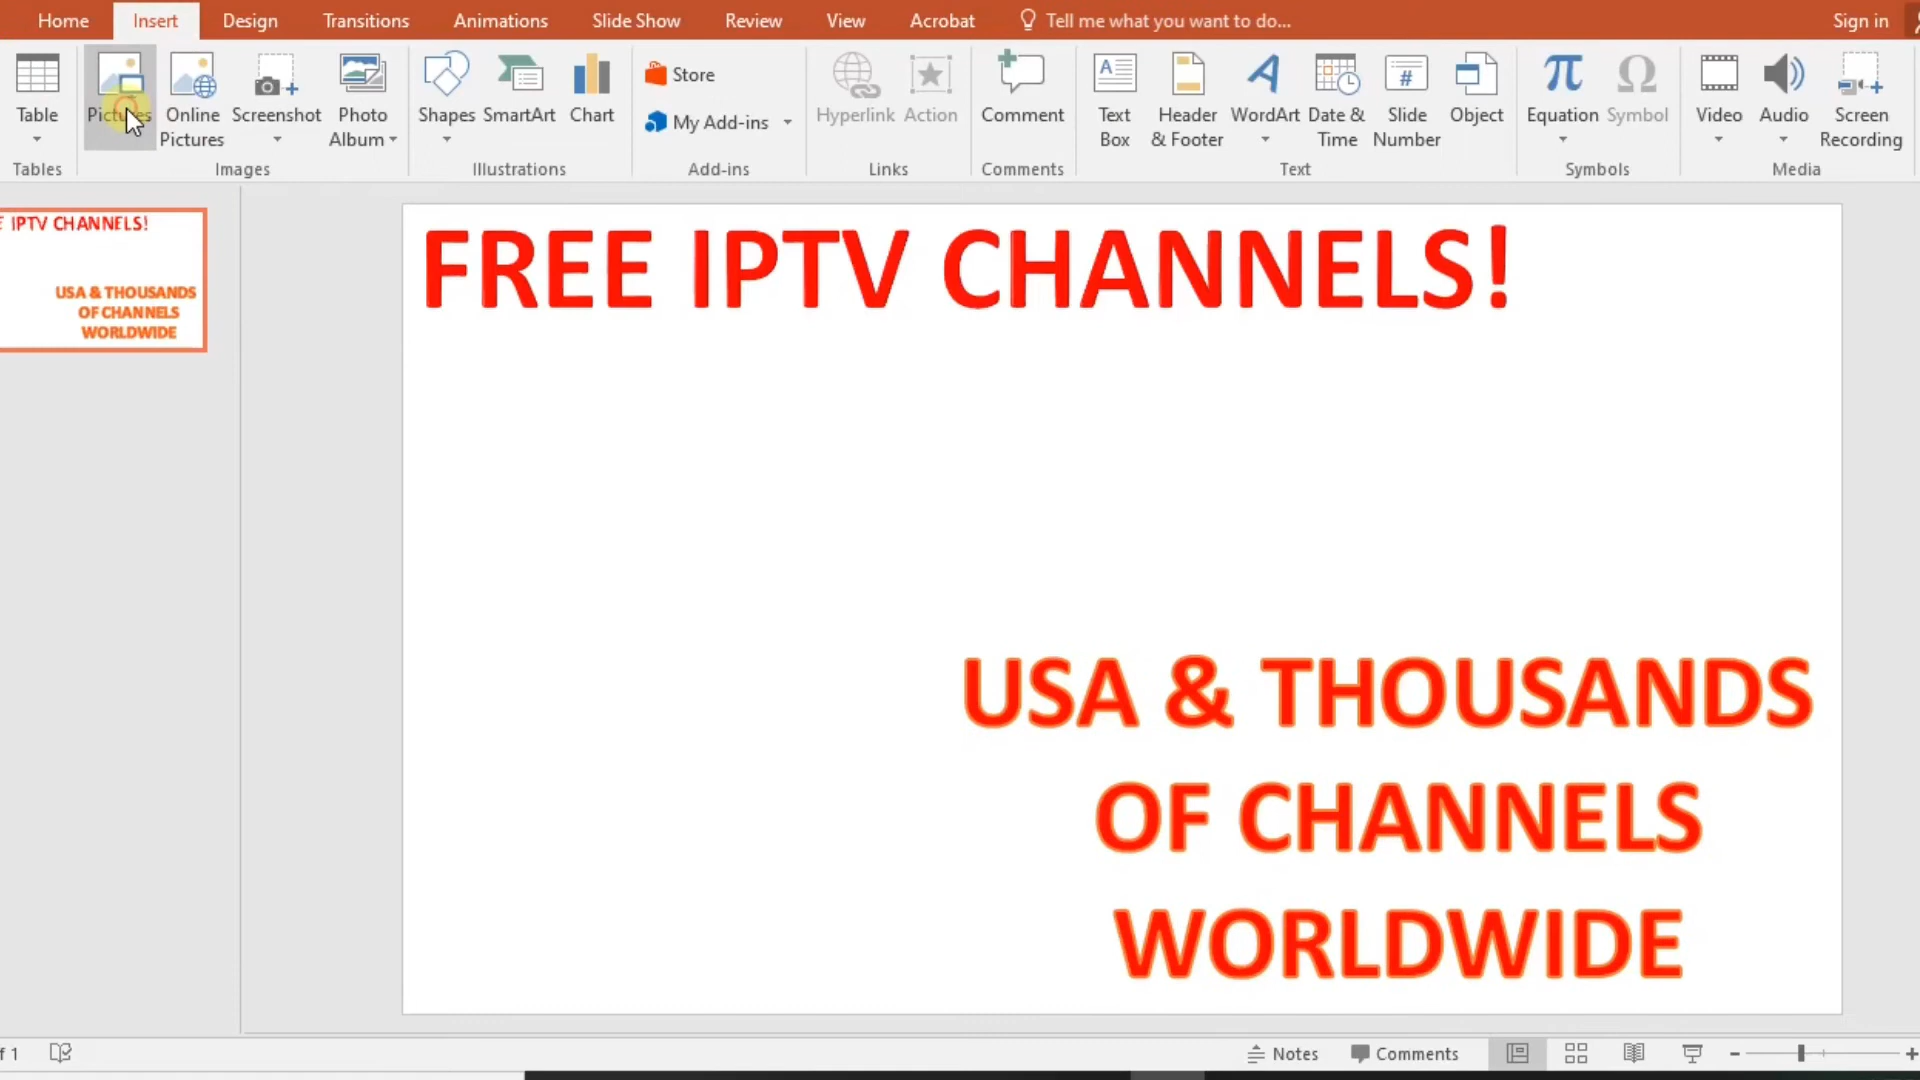 Home Insert Design Transitions Animations Slide Show Review View Acrobat Tell me what you want to do... Sign in
Table Pictures Online Pictures Screenshot Photo Album Shapes SmartArt Chart Store My Add-ins Hyperlink Action Comment Text Box Header & Footer WordArt Date & Time Slide Number Object Equation Symbol Video Audio Screen Recording
Tables Images Illustrations Add-ins Links Comments Text Symbols Media
E IPTV CHANNELS!
USA & THOUSANDS
OF CHANNELS
WORLDWIDE
FREE IPTV CHANNELS!
USA & THOUSANDS
OF CHANNELS
WORLDWIDE
f 1 Notes Comments